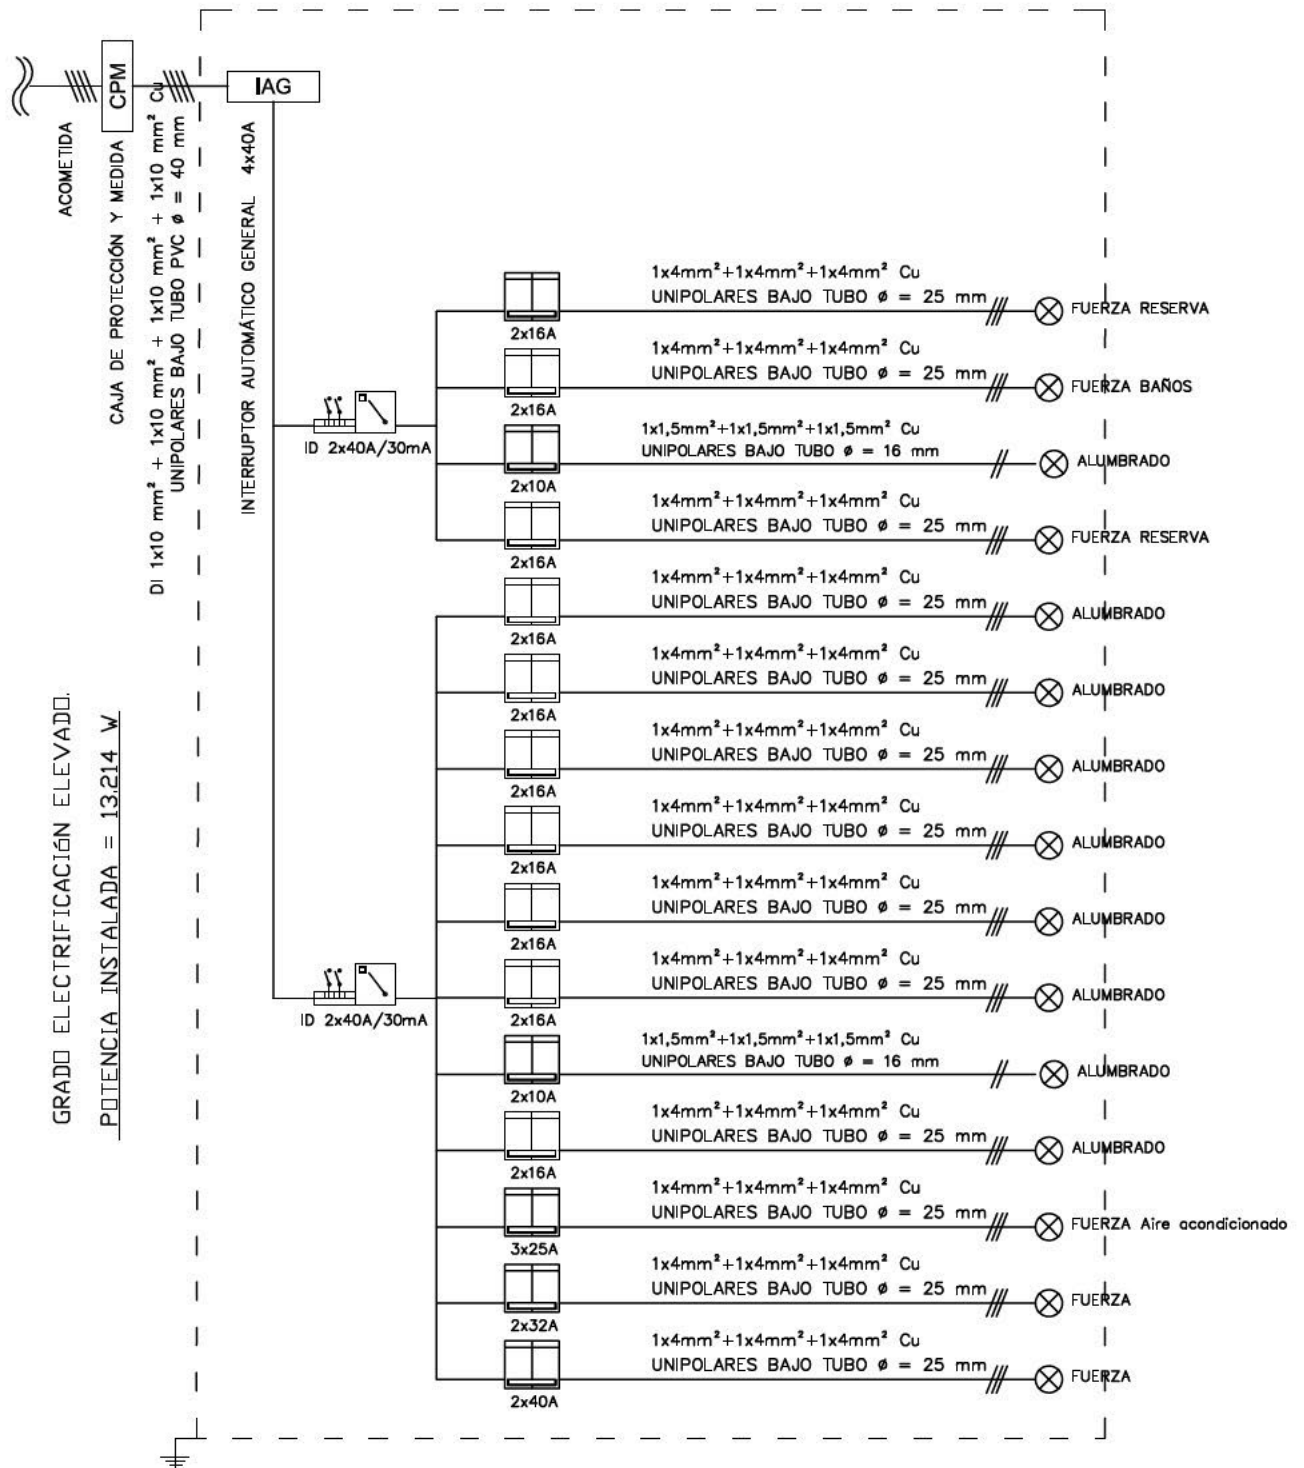 ACOMETIDA
CPM
CAJA DE PROTECCIÓN Y MEDIDA
DI 1x10 mm² + 1x10 mm² + 1x10 mm² + 1x10 mm² Cu
UNIPOLARES BAJO TUBO PVC ø = 40 mm
IAG
INTERRUPTOR AUTOMÁTICO GENERAL 4x40A
GRADO ELECTRIFICACIóN ELEVADO.
POTENCIA INSTALADA = 13.214 W
ID 2x40A/30mA
1x4mm²+1x4mm²+1x4mm² Cu
UNIPOLARES BAJO TUBO ø = 25 mm
FUERZA RESERVA
2x16A
1x4mm²+1x4mm²+1x4mm² Cu
UNIPOLARES BAJO TUBO ø = 25 mm
FUERZA BAÑOS
2x16A
1x1,5mm²+1x1,5mm²+1x1,5mm² Cu
UNIPOLARES BAJO TUBO ø = 16 mm
ALUMBRADO
2x10A
1x4mm²+1x4mm²+1x4mm² Cu
UNIPOLARES BAJO TUBO ø = 25 mm
FUERZA RESERVA
2x16A
ID 2x40A/30mA
1x4mm²+1x4mm²+1x4mm² Cu
UNIPOLARES BAJO TUBO ø = 25 mm
ALUMBRADO
2x16A
1x4mm²+1x4mm²+1x4mm² Cu
UNIPOLARES BAJO TUBO ø = 25 mm
ALUMBRADO
2x16A
1x4mm²+1x4mm²+1x4mm² Cu
UNIPOLARES BAJO TUBO ø = 25 mm
ALUMBRADO
2x16A
1x4mm²+1x4mm²+1x4mm² Cu
UNIPOLARES BAJO TUBO ø = 25 mm
ALUMBRADO
2x16A
1x4mm²+1x4mm²+1x4mm² Cu
UNIPOLARES BAJO TUBO ø = 25 mm
ALUMBRADO
2x16A
1x4mm²+1x4mm²+1x4mm² Cu
UNIPOLARES BAJO TUBO ø = 25 mm
ALUMBRADO
2x16A
1x1,5mm²+1x1,5mm²+1x1,5mm² Cu
UNIPOLARES BAJO TUBO ø = 16 mm
ALUMBRADO
2x10A
1x4mm²+1x4mm²+1x4mm² Cu
UNIPOLARES BAJO TUBO ø = 25 mm
ALUMBRADO
2x16A
1x4mm²+1x4mm²+1x4mm² Cu
UNIPOLARES BAJO TUBO ø = 25 mm
FUERZA Aire acondicionado
3x25A
1x4mm²+1x4mm²+1x4mm² Cu
UNIPOLARES BAJO TUBO ø = 25 mm
FUERZA
2x32A
1x4mm²+1x4mm²+1x4mm² Cu
UNIPOLARES BAJO TUBO ø = 25 mm
FUERZA
2x40A